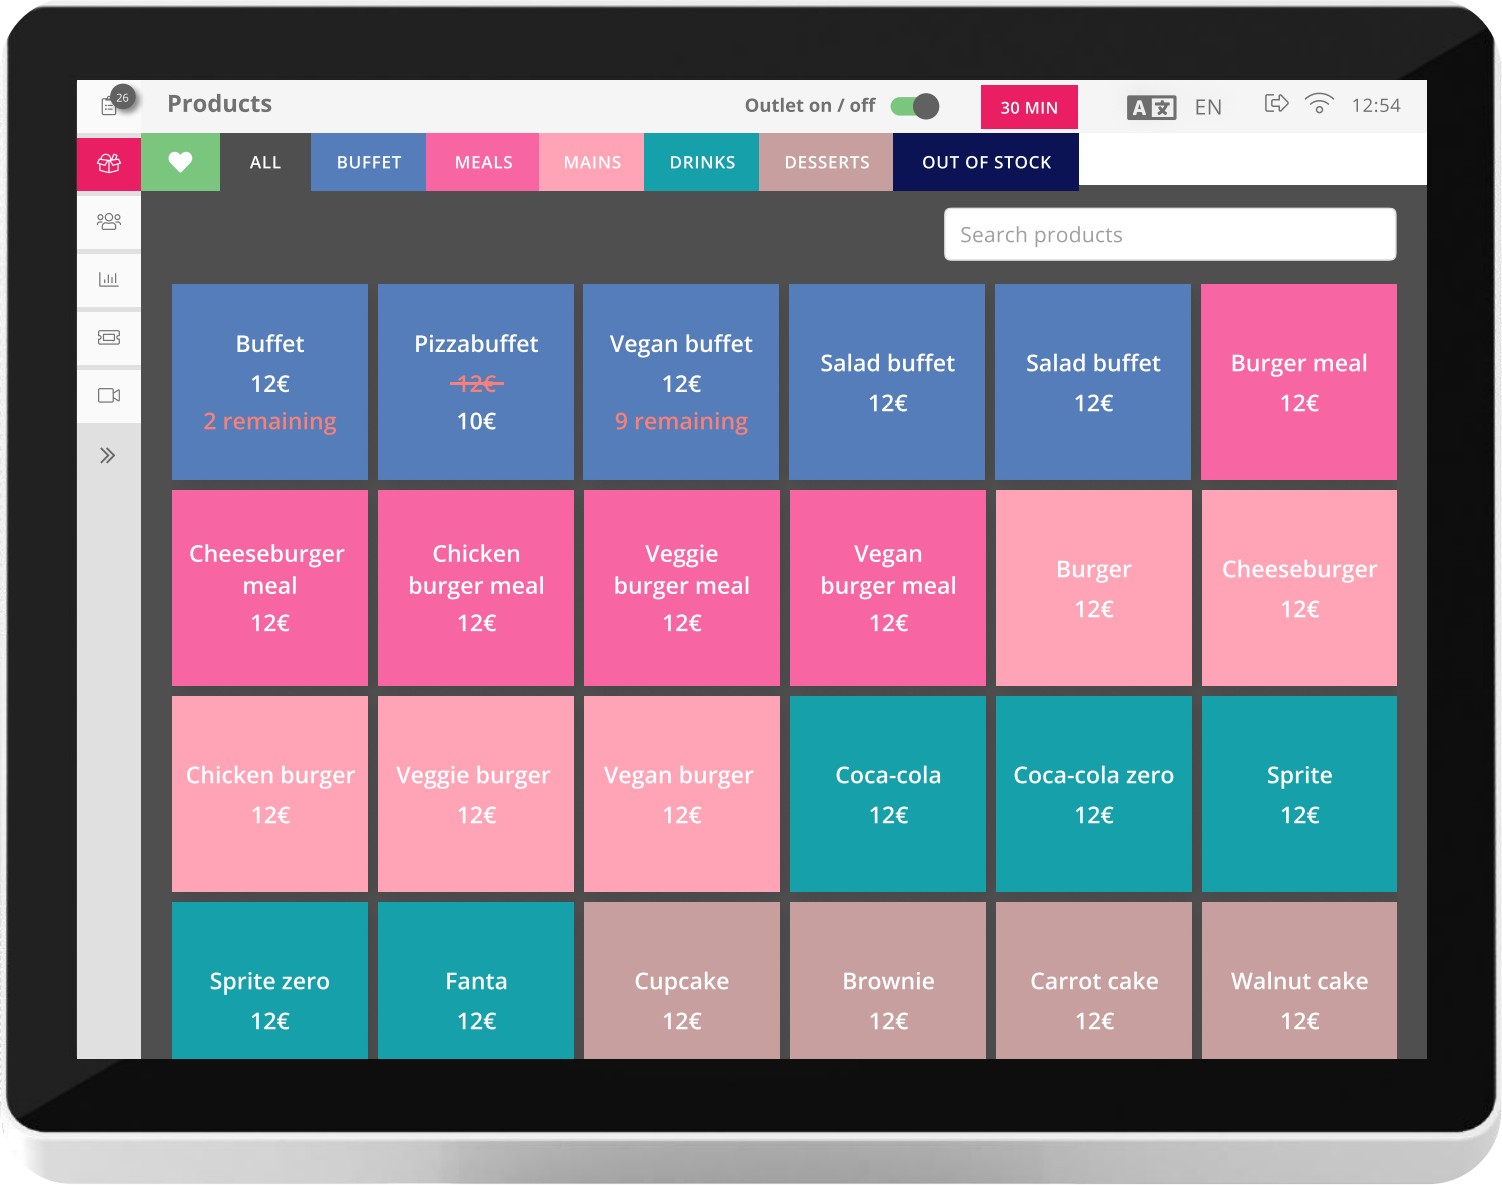 26
Products
Outlet on / off
30 MIN
A 文
EN
12:54
ALL
BUFFET
MEALS
MAINS
DRINKS
DESSERTS
OUT OF STOCK
Search products
Buffet
12€
2 remaining
Pizzabuffet
12€
10€
Vegan buffet
12€
9 remaining
Salad buffet
12€
Salad buffet
12€
Burger meal
12€
Cheeseburger
meal
12€
Chicken
burger meal
12€
Veggie
burger meal
12€
Vegan
burger meal
12€
Burger
12€
Cheeseburger
12€
Chicken burger
12€
Veggie burger
12€
Vegan burger
12€
Coca-cola
12€
Coca-cola zero
12€
Sprite
12€
Sprite zero
12€
Fanta
12€
Cupcake
12€
Brownie
12€
Carrot cake
12€
Walnut cake
12€